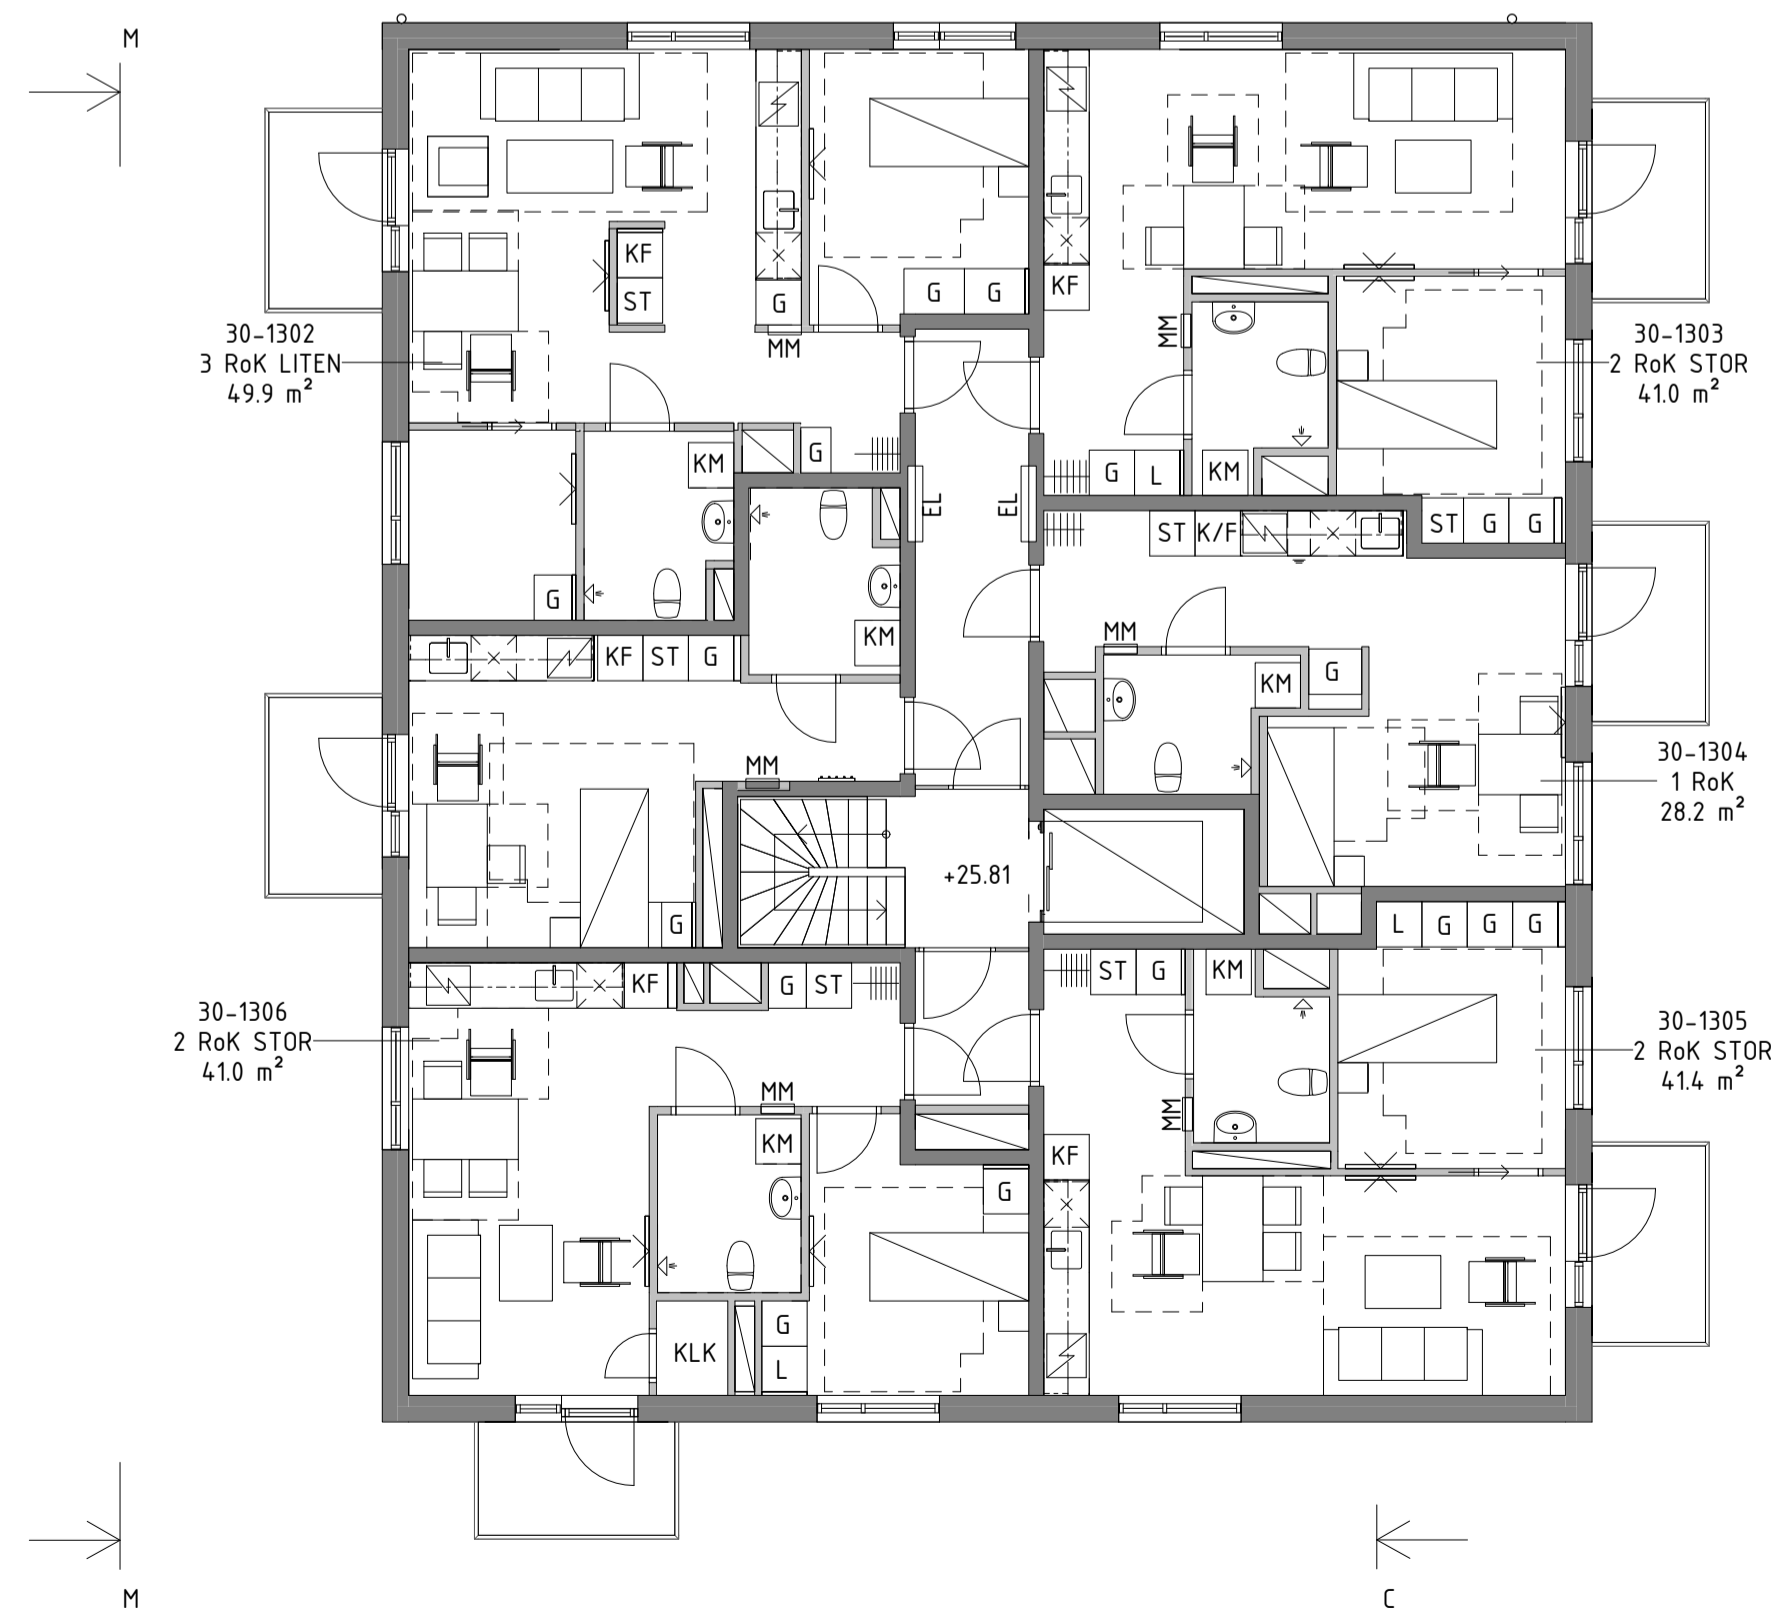 M
KF
ST
G
MM
G
G
30-1302
3 RoK LITEN
49.9 m²
KM
G
G
EL
EL
KF
MM
G
L
KM
30-1303
2 RoK STOR
41.0 m²
ST
G
G
ST
K/F
MM
KM
G
30-1304
1 RoK
28.2 m²
KM
KF
ST
G
MM
G
+25.81
L
G
G
G
30-1306
2 RoK STOR
41.0 m²
KF
G
ST
MM
KM
G
KLK
G
L
ST
G
KM
MM
KF
30-1305
2 RoK STOR
41.4 m²
M
C